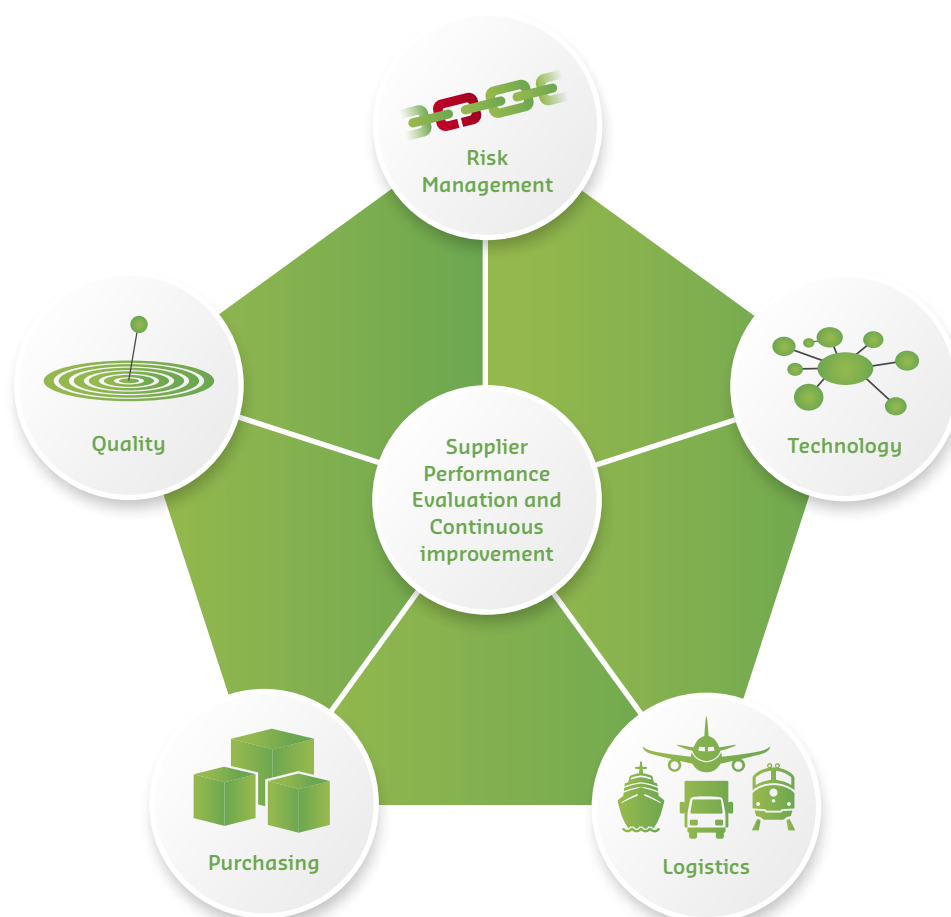 Risk
Management
Quality
Technology
Supplier
Performance
Evaluation and
Continuous
improvement
Purchasing
Logistics